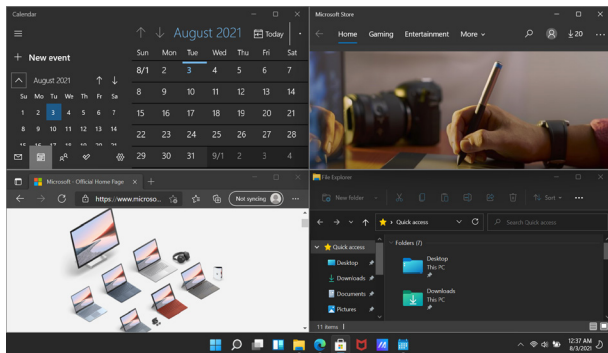 Calendar
August 2021
Today
New event
Sun Mon Tue Wed Thu Fri Sat
8/1 2 3 4 5 6 7
8 9 10 11 12 13 14
15 16 17 18 19 20 21
22 23 24 25 26 27 28
29 30 31 9/1 2 3 4
August 2021
Su Mo Tu We Th Fr Sa
1 2 3 4 5 6 7
8 9 10 11 12 13 14
Microsoft Store
Home Gaming Entertainment More
20
Microsoft - Official Home Page
https://www.microso...
Not syncing
File Explorer
New folder
Sort
Quick access
Search Quick access
Quick access
Desktop
Downloads
Documents
Pictures
Folders (7)
Desktop
This PC
Downloads
This PC
11 items
12:37 AM
8/3/2021